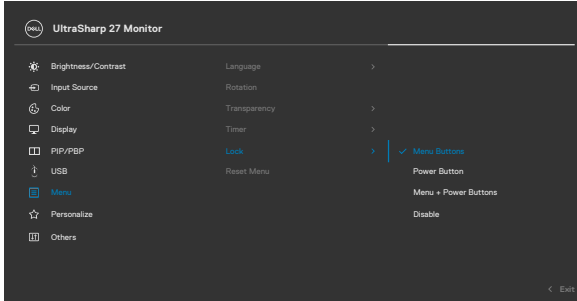 DELL UltraSharp 27 Monitor
Brightness/Contrast Language >
Input Source Rotation
Color Transparency >
Display Timer >
PIP/PBP Lock > ✓ Menu Buttons
USB Reset Menu Power Button
Menu Menu + Power Buttons
Personalize Disable
Others
< Exit